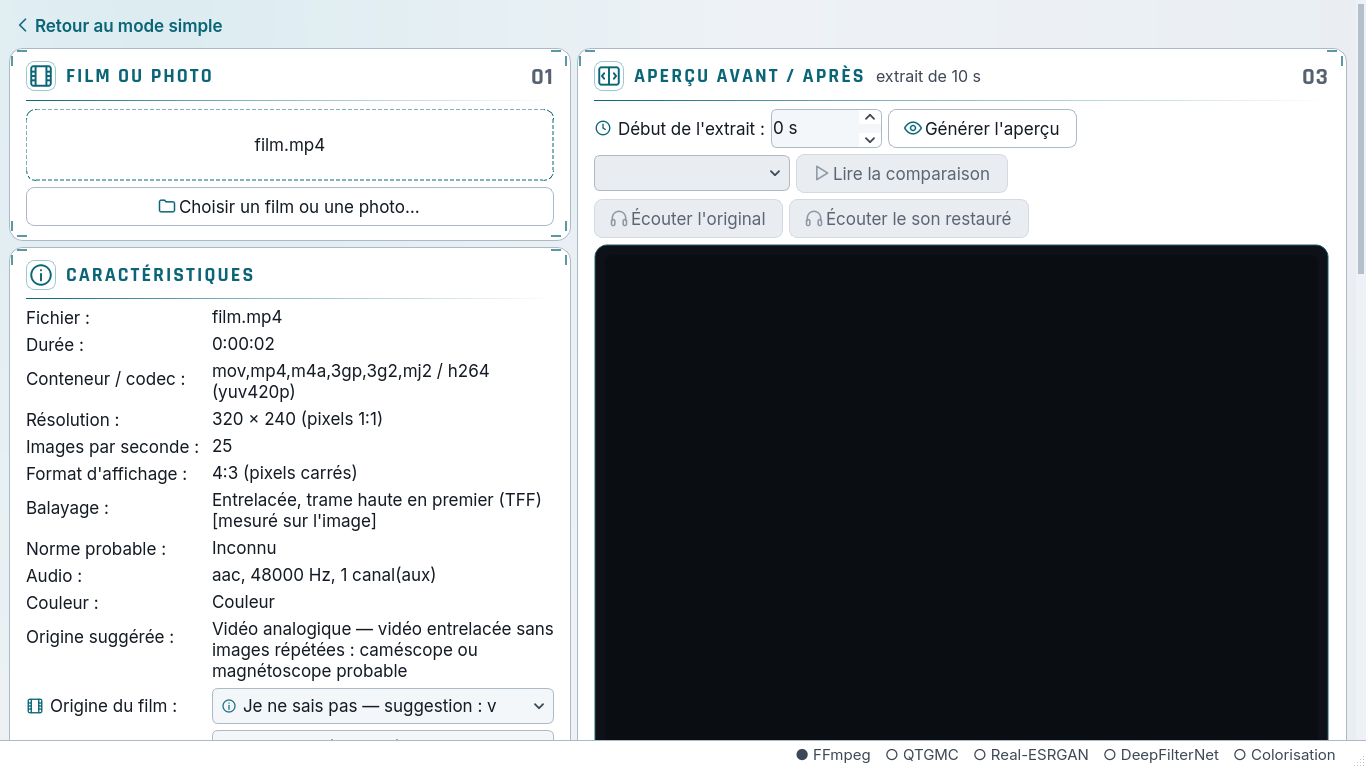 Retour au mode simple
FILM OU PHOTO
01
film.mp4
Choisir un film ou une photo...
CARACTÉRISTIQUES
Fichier : film.mp4
Durée : 0:00:02
Conteneur / codec : mov,mp4,m4a,3gp,3g2,mj2 / h264
(yuv420p)
Résolution : 320 × 240 (pixels 1:1)
Images par seconde : 25
Format d'affichage : 4:3 (pixels carrés)
Balayage : Entrelacée, trame haute en premier (TFF)
[mesuré sur l'image]
Norme probable : Inconnu
Audio : aac, 48000 Hz, 1 canal(aux)
Couleur : Couleur
Origine suggérée : Vidéo analogique — vidéo entrelacée sans
images répétées : caméscope ou
magnétoscope probable
Origine du film : Je ne sais pas — suggestion : v
APERÇU AVANT / APRÈS extrait de 10 s
03
Début de l'extrait : 0 s Générer l'aperçu
Lire la comparaison
Écouter l'original Écouter le son restauré
FFmpeg QTGMC Real-ESRGAN DeepFilterNet Colorisation